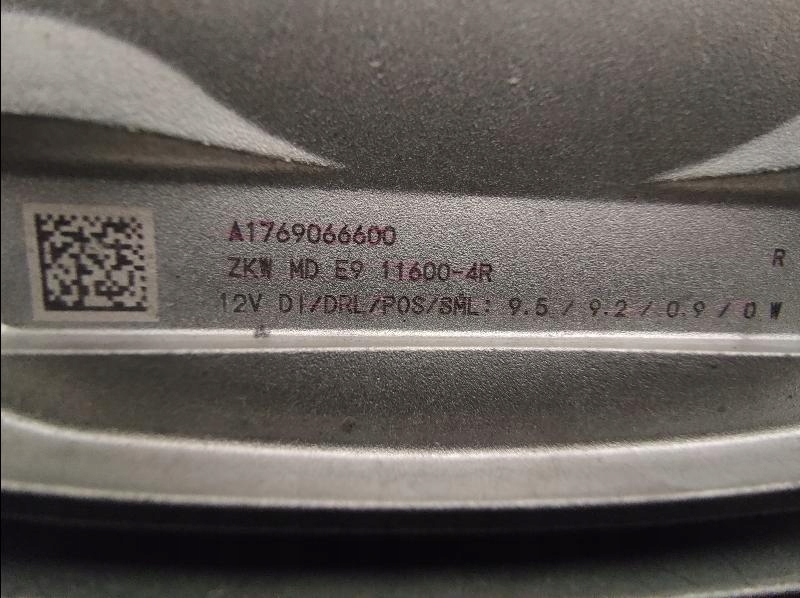 A1769066600
ZKW MD E9 11600-4R
R
12V DI/DRL/POS/SML: 9.5 / 9.2 / 0.9 / 0 W